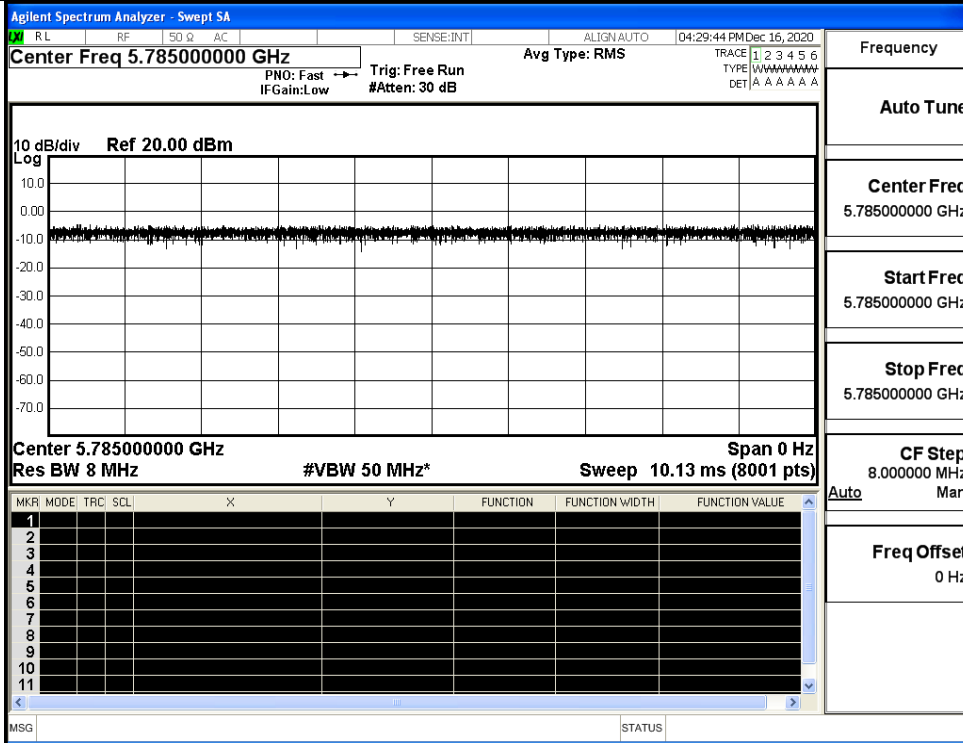 Agilent Spectrum Analyzer - Swept SA
LXI RL RF 50 Ω AC SENSE:INT ALIGN AUTO 04:29:44 PM Dec 16, 2020
Center Freq 5.785000000 GHz
Avg Type: RMS
TRACE 1 2 3 4 5 6
TYPE WWWWWW
DET A A A A A A
PNO: Fast
IFGain:Low
Trig: Free Run
#Atten: 30 dB
10 dB/div Ref 20.00 dBm
Log
10.0
0.00
-10.0
-20.0
-30.0
-40.0
-50.0
-60.0
-70.0
Center 5.785000000 GHz Span 0 Hz
Res BW 8 MHz #VBW 50 MHz* Sweep 10.13 ms (8001 pts)
MKR MODE TRC SCL X Y FUNCTION FUNCTION WIDTH FUNCTION VALUE
1
2
3
4
5
6
7
8
9
10
11
MSG STATUS
Frequency
Auto Tune
Center Freq
5.785000000 GHz
Start Freq
5.785000000 GHz
Stop Freq
5.785000000 GHz
CF Step
8.000000 MHz
Auto Man
Freq Offset
0 Hz